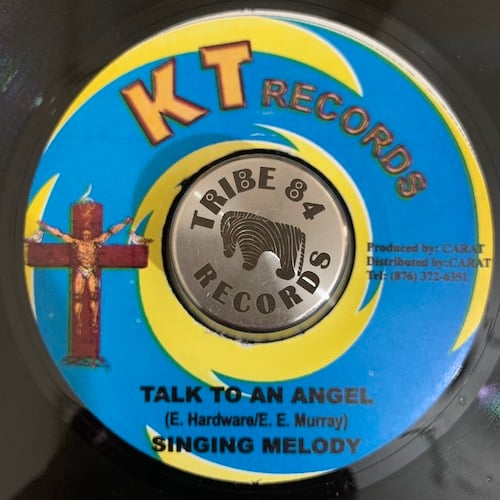 KT RECORDS
TRIBE 84
RECORDS
Produced by: CARAT
Distributed by:CARAT
Tel: (876) 372-6351
TALK TO AN ANGEL
(E. Hardware/E. E. Murray)
SINGING MELODY